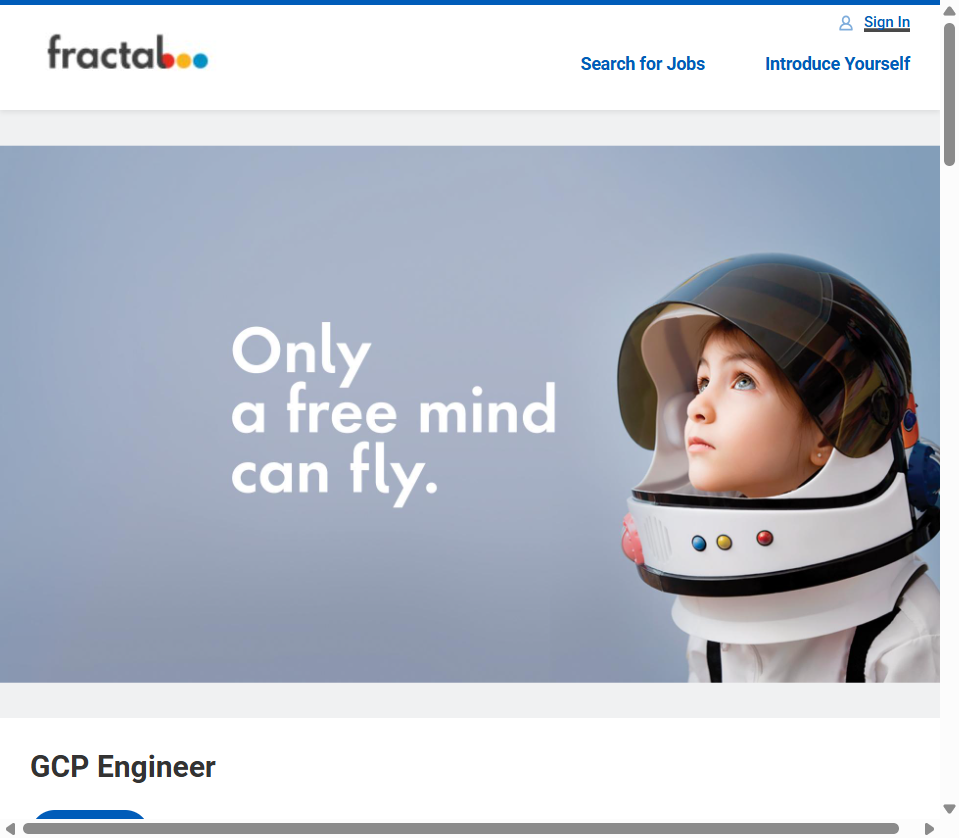 Sign In
fractal
Search for Jobs
Introduce Yourself
Only
a free mind
can fly.
GCP Engineer